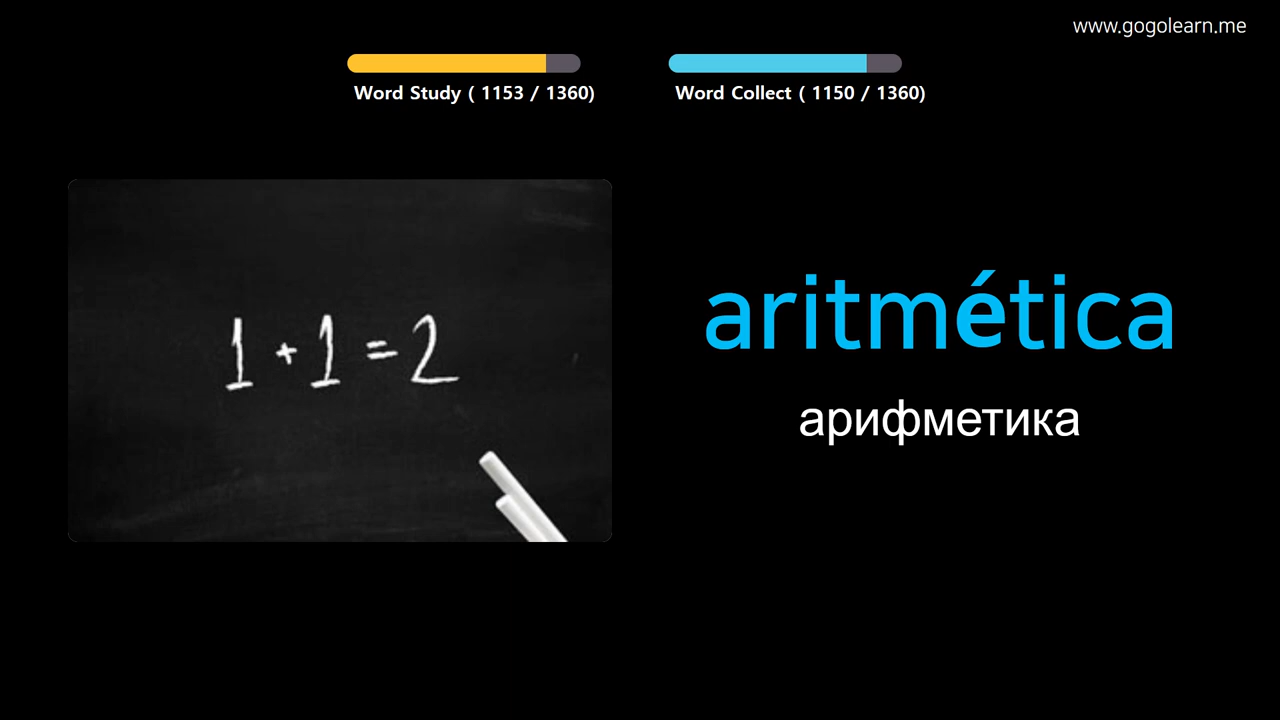 www.gogolearn.me
Word Study ( 1153 / 1360)
Word Collect ( 1150 / 1360)
1 + 1 = 2
aritmética
арифметика